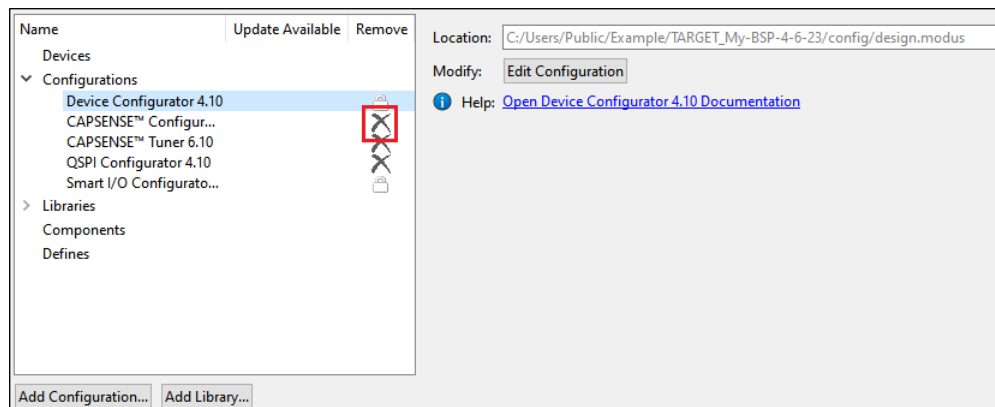 Name Update Available Remove
Devices
Configurations
Device Configurator 4.10
CAPSENSE™ Configur...
CAPSENSE™ Tuner 6.10
QSPI Configurator 4.10
Smart I/O Configurato...
Libraries
Components
Defines
Add Configuration... Add Library...
Location: C:/Users/Public/Example/TARGET_My-BSP-4-6-23/config/design.modus
Modify: Edit Configuration
Help: Open Device Configurator 4.10 Documentation